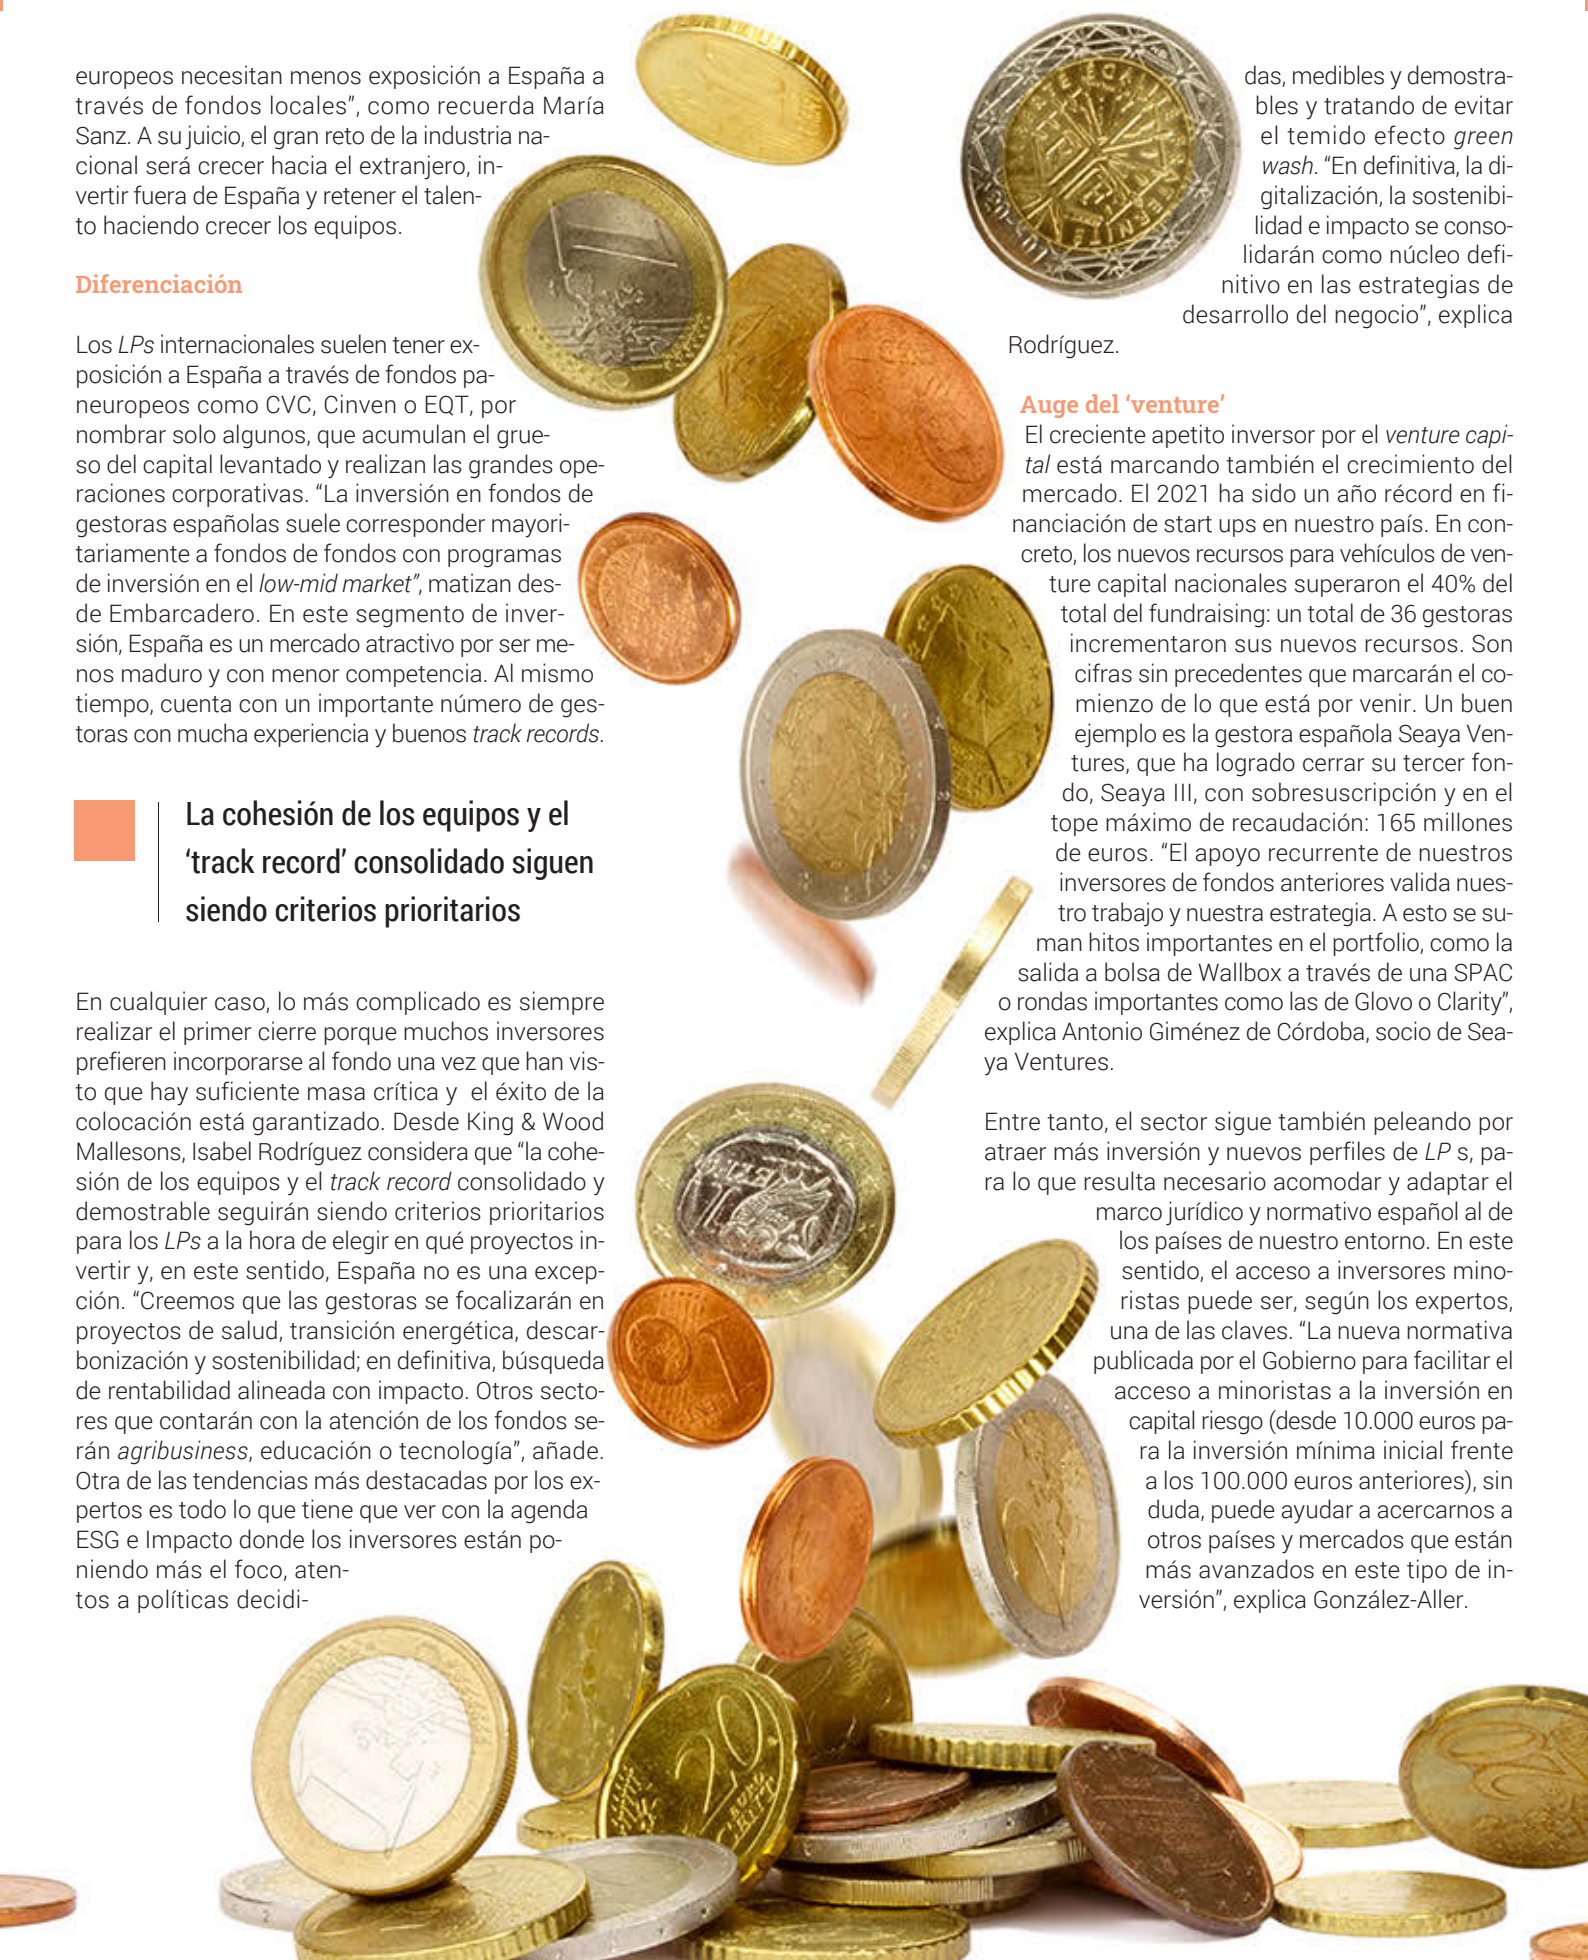 europeos necesitan menos exposición a España a
través de fondos locales”, como recuerda María
Sanz. A su juicio, el gran reto de la industria na-
cional será crecer hacia el extranjero, in-
vertir fuera de España y retener el talen-
to haciendo crecer los equipos.
Diferenciación
Los LPs internacionales suelen tener ex-
posición a España a través de fondos pa-
neuropeos como CVC, Cinven o EQT, por
nombrar solo algunos, que acumulan el grue-
so del capital levantado y realizan las grandes ope-
raciones corporativas. “La inversión en fondos de
gestoras españolas suele corresponder mayori-
tariamente a fondos de fondos con programas
de inversión en el low-mid market”, matizan des-
de Embarcadero. En este segmento de inver-
sión, España es un mercado atractivo por ser me-
nos maduro y con menor competencia. Al mismo
tiempo, cuenta con un importante número de ges-
toras con mucha experiencia y buenos track records.
La cohesión de los equipos y el
‘track record’ consolidado siguen
siendo criterios prioritarios
En cualquier caso, lo más complicado es siempre
realizar el primer cierre porque muchos inversores
prefieren incorporarse al fondo una vez que han vis-
to que hay suficiente masa crítica y el éxito de la
colocación está garantizado. Desde King & Wood
Mallesons, Isabel Rodríguez considera que “la cohe-
sión de los equipos y el track record consolidado y
demostrable seguirán siendo criterios prioritarios
para los LPs a la hora de elegir en qué proyectos in-
vertir y, en este sentido, España no es una excep-
ción. “Creemos que las gestoras se focalizarán en
proyectos de salud, transición energética, descar-
bonización y sostenibilidad; en definitiva, búsqueda
de rentabilidad alineada con impacto. Otros secto-
res que contarán con la atención de los fondos se-
rán agribusiness, educación o tecnología”, añade.
Otra de las tendencias más destacadas por los ex-
pertos es todo lo que tiene que ver con la agenda
ESG e Impacto donde los inversores están po-
niendo más el foco, aten-
tos a políticas decidi-
das, medibles y demostra-
bles y tratando de evitar
el temido efecto green
wash. “En definitiva, la di-
gitalización, la sostenibi-
lidad e impacto se conso-
lidarán como núcleo defi-
nitivo en las estrategias de
desarrollo del negocio”, explica
Rodríguez.
Auge del ‘venture’
El creciente apetito inversor por el venture capi-
tal está marcando también el crecimiento del
mercado. El 2021 ha sido un año récord en fi-
nanciación de start ups en nuestro país. En con-
creto, los nuevos recursos para vehículos de ven-
ture capital nacionales superaron el 40% del
total del fundraising: un total de 36 gestoras
incrementaron sus nuevos recursos. Son
cifras sin precedentes que marcarán el co-
mienzo de lo que está por venir. Un buen
ejemplo es la gestora española Seaya Ven-
tures, que ha logrado cerrar su tercer fon-
do, Seaya III, con sobresuscripción y en el
tope máximo de recaudación: 165 millones
de euros. “El apoyo recurrente de nuestros
inversores de fondos anteriores valida nues-
tro trabajo y nuestra estrategia. A esto se su-
man hitos importantes en el portfolio, como la
salida a bolsa de Wallbox a través de una SPAC
o rondas importantes como las de Glovo o Clarity”,
explica Antonio Giménez de Córdoba, socio de Sea-
ya Ventures.
Entre tanto, el sector sigue también peleando por
atraer más inversión y nuevos perfiles de LP s, pa-
ra lo que resulta necesario acomodar y adaptar el
marco jurídico y normativo español al de
los países de nuestro entorno. En este
sentido, el acceso a inversores mino-
ristas puede ser, según los expertos,
una de las claves. “La nueva normativa
publicada por el Gobierno para facilitar el
acceso a minoristas a la inversión en
capital riesgo (desde 10.000 euros pa-
ra la inversión mínima inicial frente
a los 100.000 euros anteriores), sin
duda, puede ayudar a acercarnos a
otros países y mercados que están
más avanzados en este tipo de in-
versión”, explica González-Aller.
1
1
20